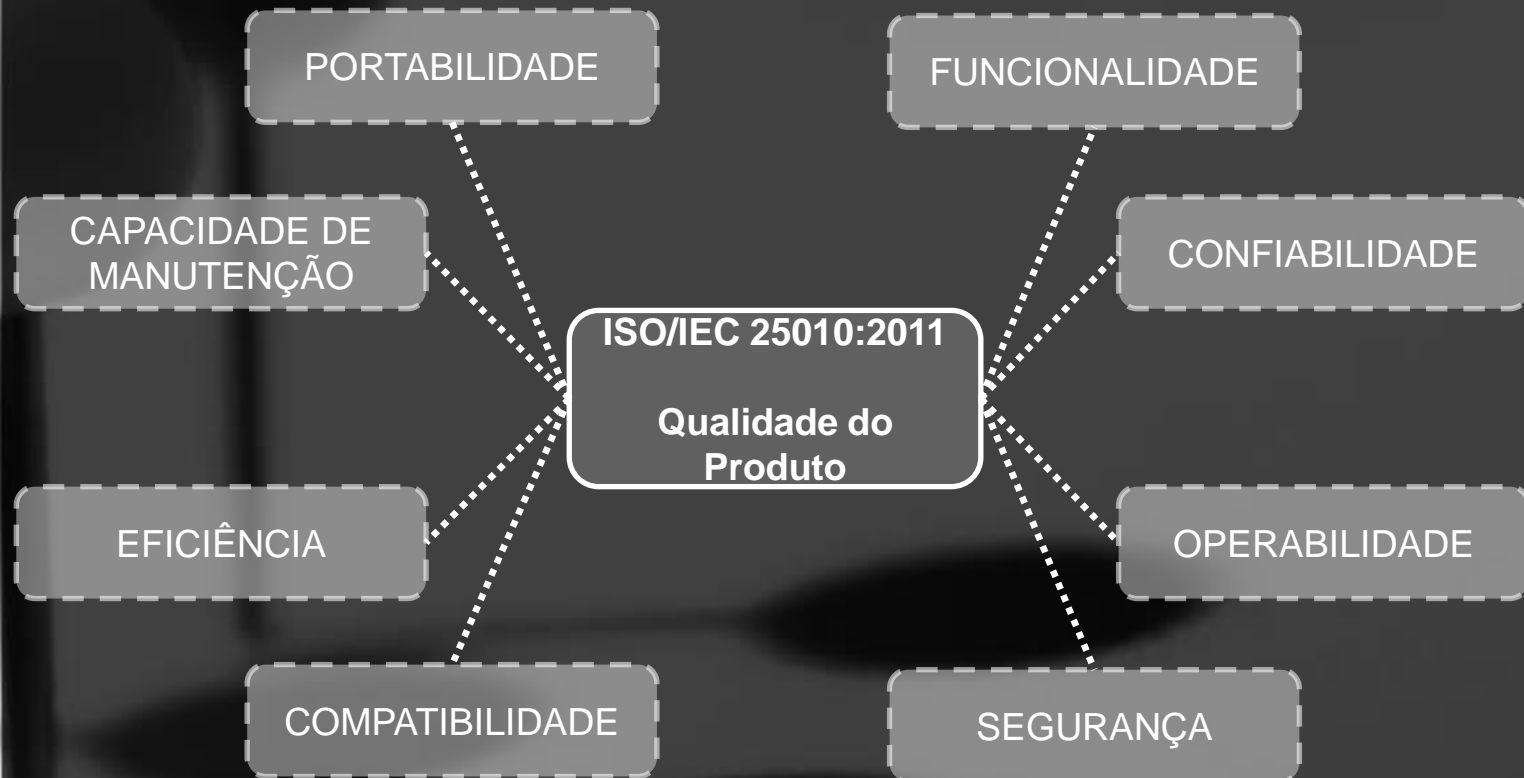 PORTABILIDADE
FUNCIONALIDADE
CAPACIDADE DE
MANUTENÇÃO
CONFIABILIDADE
ISO/IEC 25010:2011
Qualidade do
Produto
EFICIÊNCIA
OPERABILIDADE
COMPATIBILIDADE
SEGURANÇA